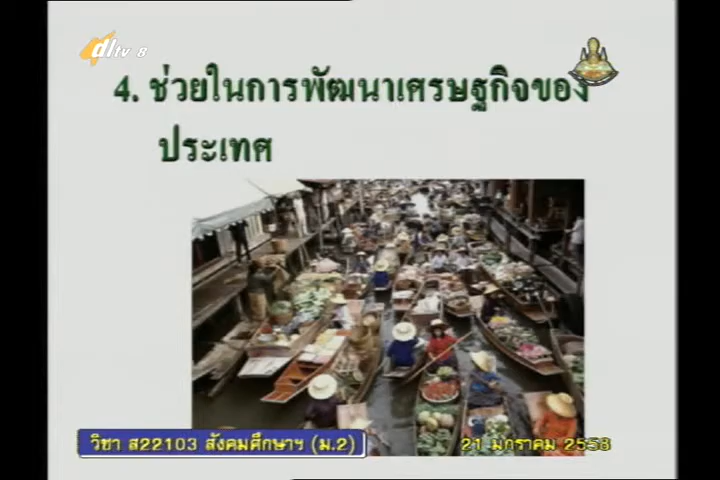 dltv 8
4. ช่วยในการพัฒนาเศรษฐกิจของ
ประเทศ
วิชา ส22103 สังคมศึกษาฯ (ม.2)
21 มกราคม 2558